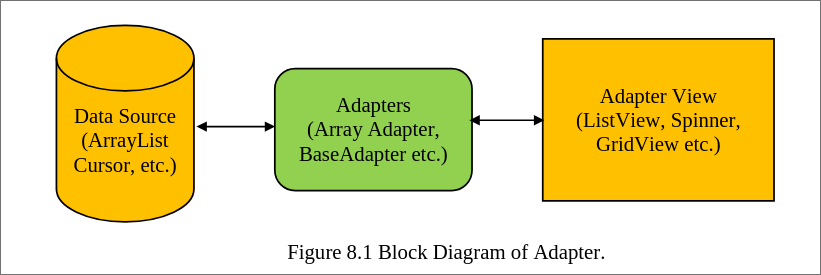 Data Source
(ArrayList
Cursor, etc.)
Adapters
(Array Adapter,
BaseAdapter etc.)
Adapter View
(ListView, Spinner,
GridView etc.)
Figure 8.1 Block Diagram of Adapter.